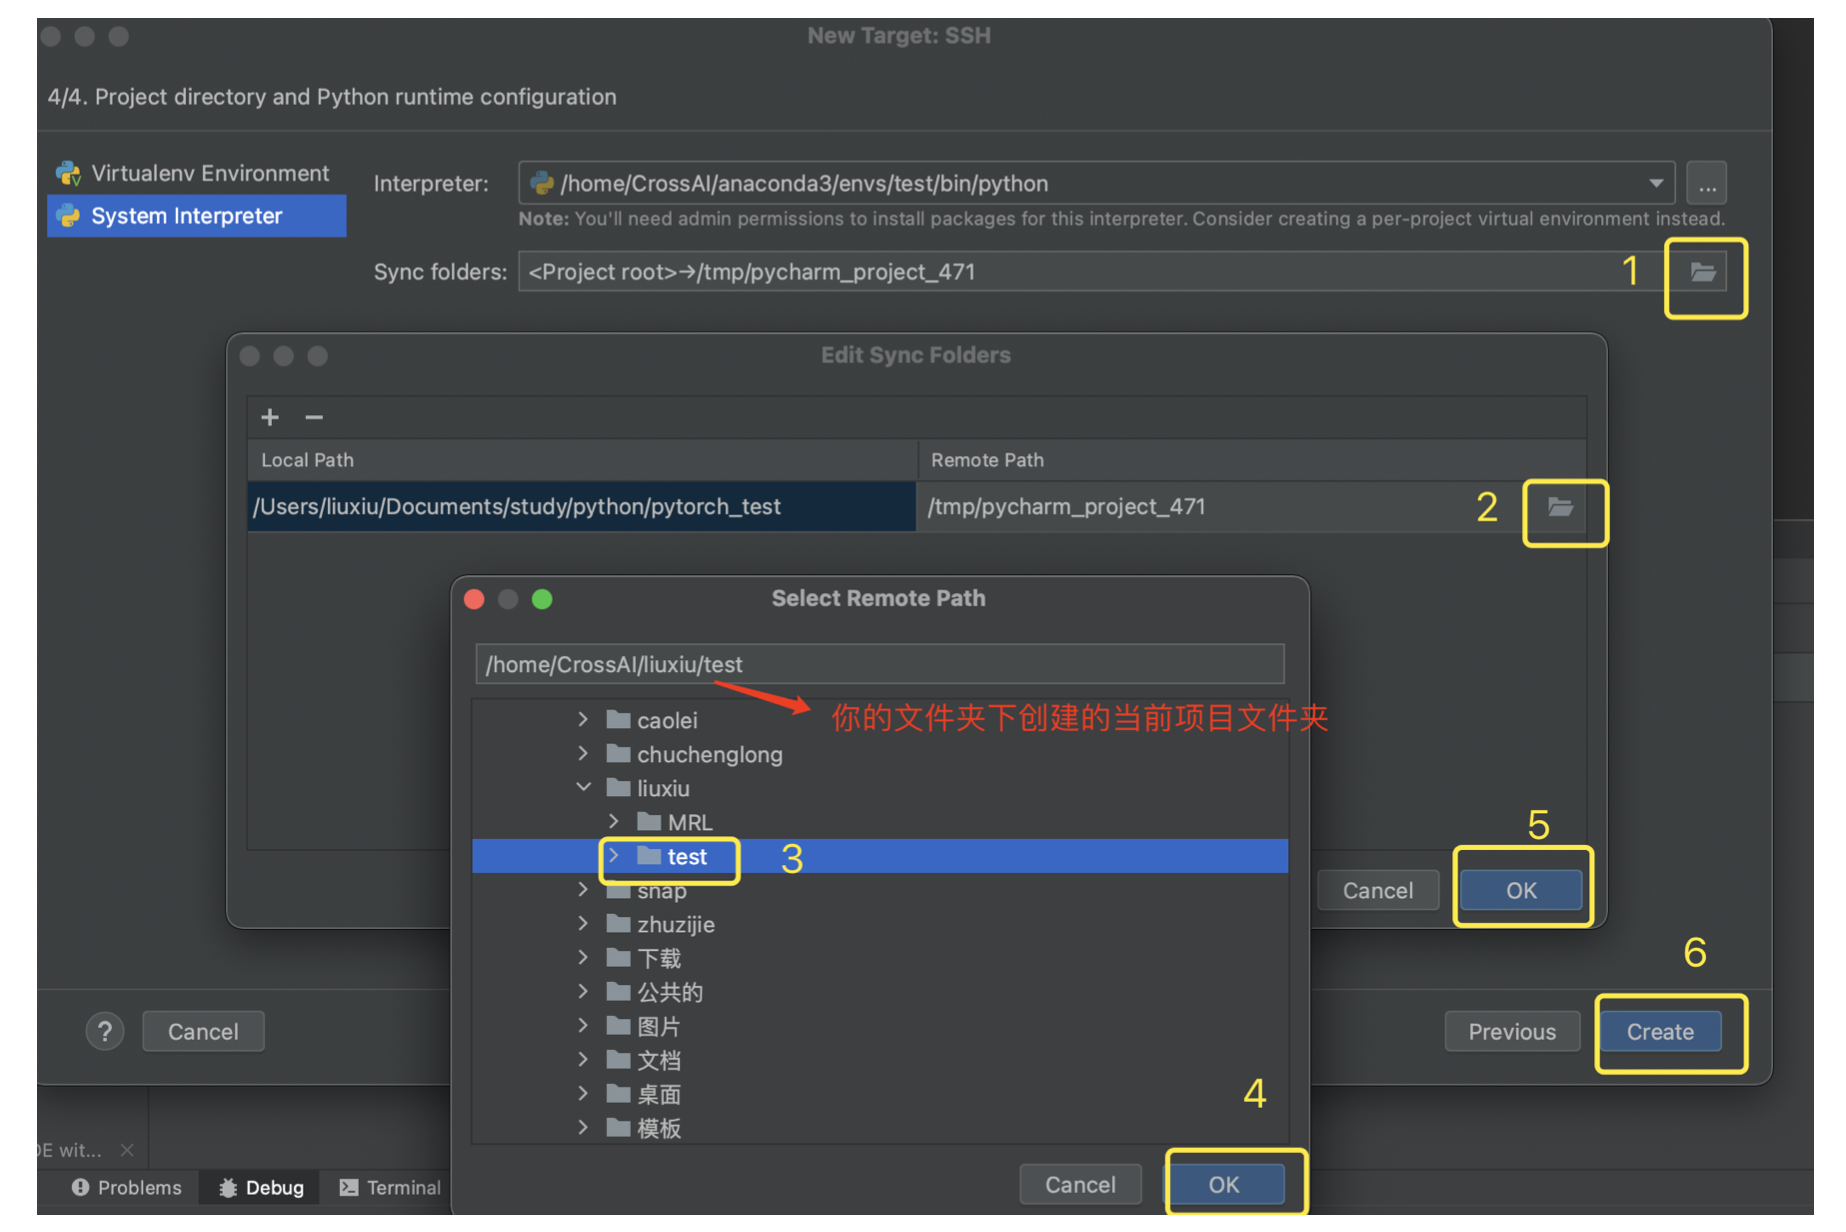 New Target: SSH
4/4. Project directory and Python runtime configuration
Virtualenv Environment
System Interpreter
Interpreter: /home/CrossAI/anaconda3/envs/test/bin/python ...
Note: You'll need admin permissions to install packages for this interpreter. Consider creating a per-project virtual environment instead.
Sync folders: <Project root>→/tmp/pycharm_project_471 1
Edit Sync Folders
+ −
Local Path Remote Path
/Users/liuxiu/Documents/study/python/pytorch_test /tmp/pycharm_project_471 2
Select Remote Path
/home/CrossAI/liuxiu/test
你的文件夹下创建的当前项目文件夹
caolei
chuchenglong
liuxiu
MRL
test 3
snap
zhuzijie
下载
公共的
图片
文档
桌面
模板
4
Cancel OK
5
Cancel OK
6
? Cancel Previous Create
DE wit... ×
Problems Debug Terminal